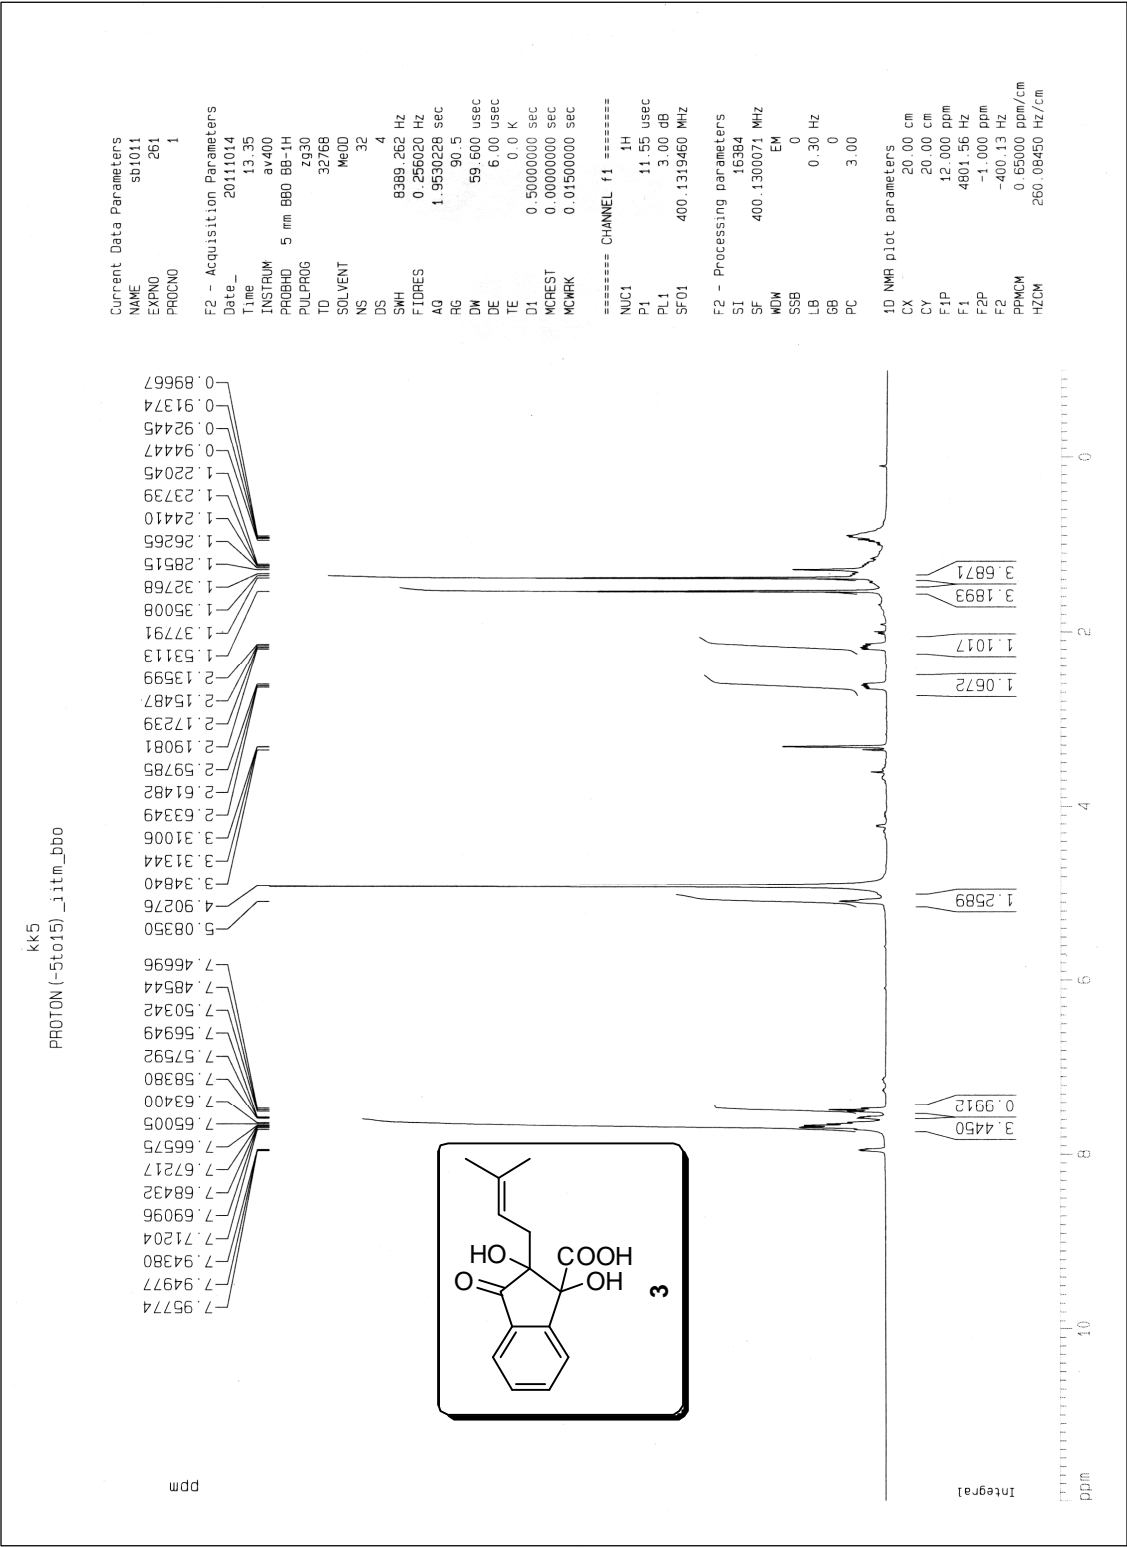 kk5
PROTON(-5to15)_iitm_bbo
ppm
7.95774
7.94977
7.94380
7.71204
7.69096
7.68432
7.67217
7.66575
7.65005
7.63400
7.58380
7.57592
7.56949
7.50342
7.48544
7.46696
5.08350
4.90276
3.34840
3.31344
3.31006
2.63349
2.61482
2.59785
2.19081
2.17239
2.15487
2.13599
1.53113
1.37791
1.35008
1.32768
1.28515
1.26265
1.24410
1.23739
1.22045
0.94447
0.92445
0.91374
0.89667
Current Data Parameters
NAME sb1011
EXPNO 261
PROCNO 1
F2 - Acquisition Parameters
Date_ 20111014
Time 13.35
INSTRUM av400
PROBHD 5 mm BBO BB-1H
PULPROG zg30
TD 32768
SOLVENT MeOD
NS 32
DS 4
SWH 8389.262 Hz
FIDRES 0.256020 Hz
AQ 1.9530228 sec
RG 90.5
DW 59.600 usec
DE 6.00 usec
TE 0.0 K
D1 0.50000000 sec
MCREST 0.00000000 sec
MCWRK 0.01500000 sec
======== CHANNEL f1 ========
NUC1 1H
P1 11.55 usec
PL1 3.00 dB
SFO1 400.1319460 MHz
F2 - Processing parameters
SI 16384
SF 400.1300071 MHz
WDW EM
SSB 0
LB 0.30 Hz
GB 0
PC 3.00
1D NMR plot parameters
CX 20.00 cm
CY 20.00 cm
F1P 12.000 ppm
F1 4801.56 Hz
F2P -1.000 ppm
F2 -400.13 Hz
PPMCM 0.65000 ppm/cm
HZCM 260.08450 Hz/cm
HO
O
COOH
OH
3
Integral
3.4450
0.9912
1.2589
1.0672
1.1017
3.1893
3.6871
ppm
10
8
6
4
2
0